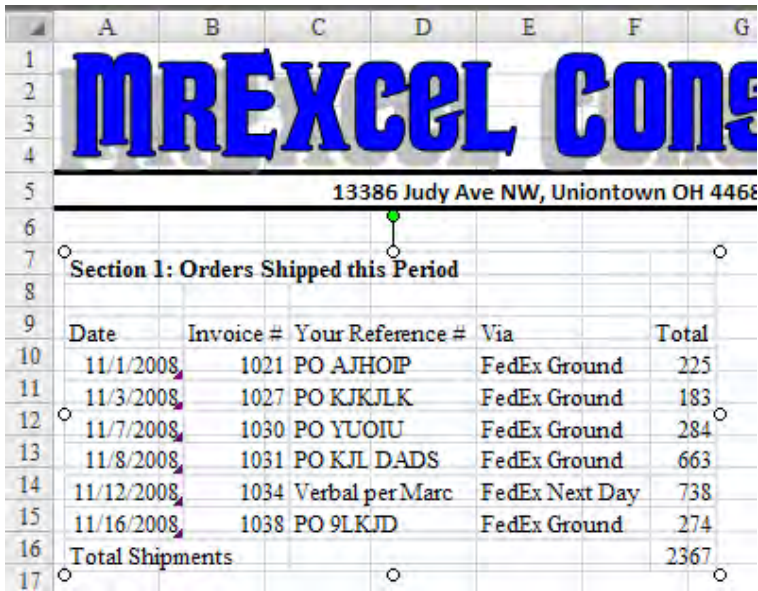 A B C D E F G
1 MrExcel Cons
2
3
4
5 13386 Judy Ave NW, Uniontown OH 4468
6
7 Section 1: Orders Shipped this Period
8
9 Date Invoice # Your Reference # Via Total
10 11/1/2008 1021 PO AJHOIP FedEx Ground 225
11 11/3/2008 1027 PO KJKJLK FedEx Ground 183
12 11/7/2008 1030 PO YUOIU FedEx Ground 284
13 11/8/2008 1031 PO KJL DADS FedEx Ground 663
14 11/12/2008 1034 Verbal per Marc FedEx Next Day 738
15 11/16/2008 1038 PO 9LKJD FedEx Ground 274
16 Total Shipments 2367
17